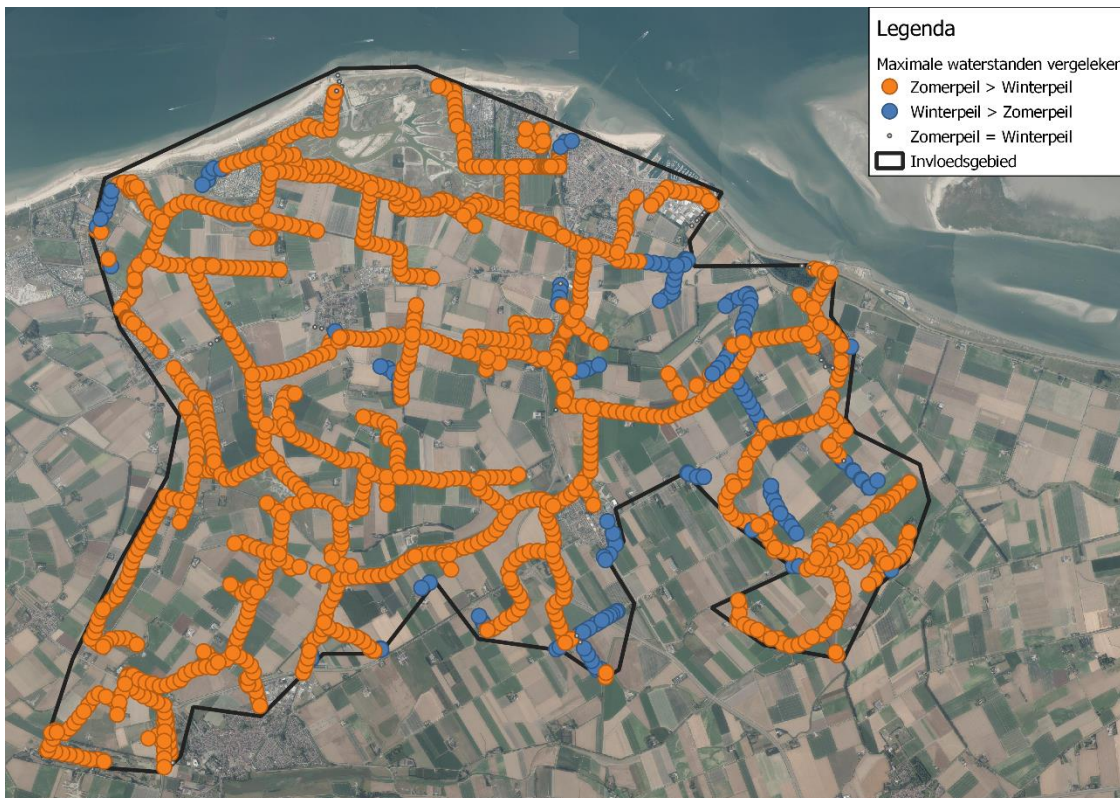 Legenda
Maximale waterstanden vergeleken
Zomerpeil > Winterpeil
Winterpeil > Zomerpeil
Zomerpeil = Winterpeil
Invloedsgebied